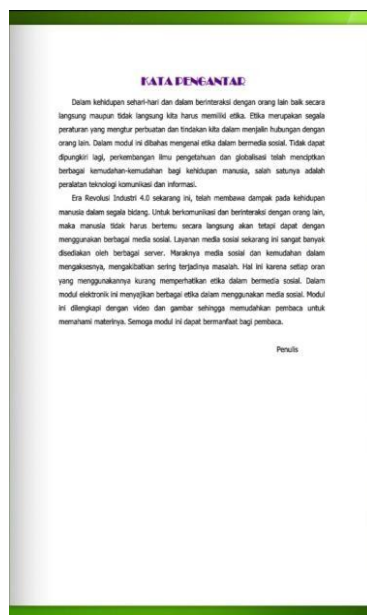 KATA PENGANTAR
Dalam kehidupan sehari-hari dan dalam berinteraksi dengan orang lain baik secara
langsung maupun tidak langsung kita harus memiliki etika. Etika merupakan segala
peraturan yang mengtur perbuatan dan tindakan kita dalam menjalin hubungan dengan
orang lain. Dalam modul ini dibahas mengenai etika dalam bermedia sosial. Tidak dapat
dipungkiri lagi, perkembangan ilmu pengetahuan dan globalisasi telah menciptkan
berbagai kemudahan-kemudahan bagi kehidupan manusia, salah satunya adalah
peralatan teknologi komunikasi dan informasi.
Era Revolusi Industri 4.0 sekarang ini, telah membawa dampak pada kehidupan
manusia dalam segala bidang. Untuk berkomunikasi dan berinteraksi dengan orang lain,
maka manusia tidak harus bertemu secara langsung akan tetapi dapat dengan
menggunakan berbagai media sosial. Layanan media sosial sekarang ini sangat banyak
disediakan oleh berbagai server. Maraknya media sosial dan kemudahan dalam
mengaksesnya, mengakibatkan sering terjadinya masalah. Hal ini karena setiap oran
yang menggunakannya kurang memperhatikan etika dalam bermedia sosial. Dalam
modul elektronik ini menyajikan berbagai etika dalam menggunakan media sosial. Modul
ini dilengkapi dengan video dan gambar sehingga memudahkan pembaca untuk
memahami materinya. Semoga modul ini dapat bermanfaat bagi pembaca.
Penulis